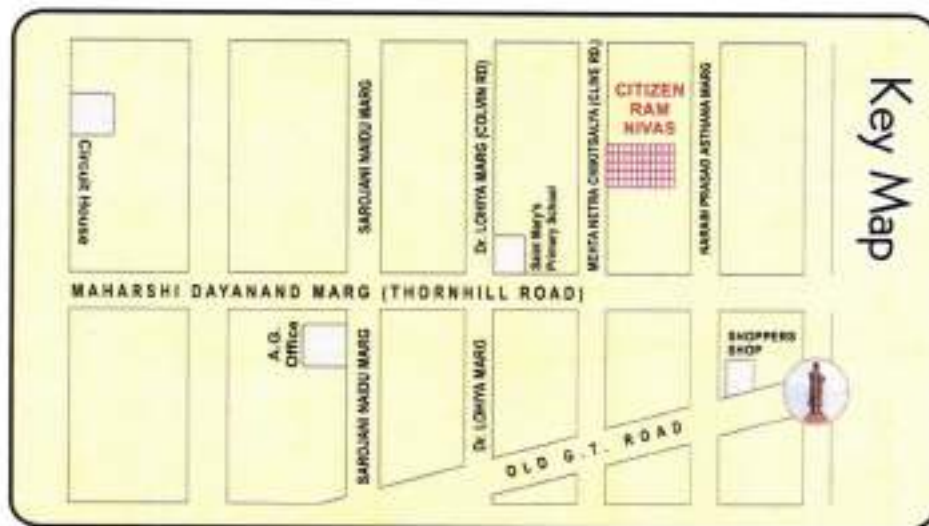 Key Map
Circuit House
SAROJANI NAIDU MARG
Dr. LOHIYA MARG (COLVIN RD)
Saint Mary's
Primary School
MEHTA NETRA CHIKITSALYA (CLIVE RD.)
CITIZEN
RAM
NIVAS
PRASAD ASTHANA MARG
MAHARSHI DAYANAND MARG (THORNHILL ROAD)
A.G.
Office
SAROJANI NAIDU MARG
Dr. LOHIYA MARG
OLD G.T. ROAD
SHOPPERS
SHOP